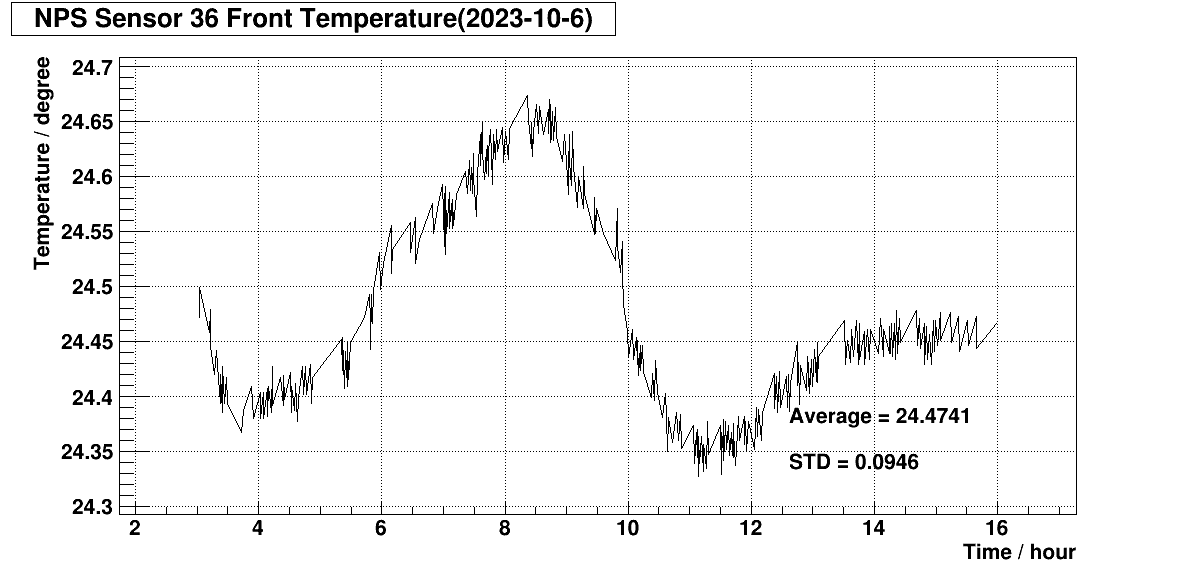 NPS Sensor 36 Front Temperature(2023-10-6)
Temperature / degree
24.7
24.65
24.6
24.55
24.5
24.45
24.4
24.35
24.3
Average = 24.4741
STD = 0.0946
2 4 6 8 10 12 14 16
Time / hour